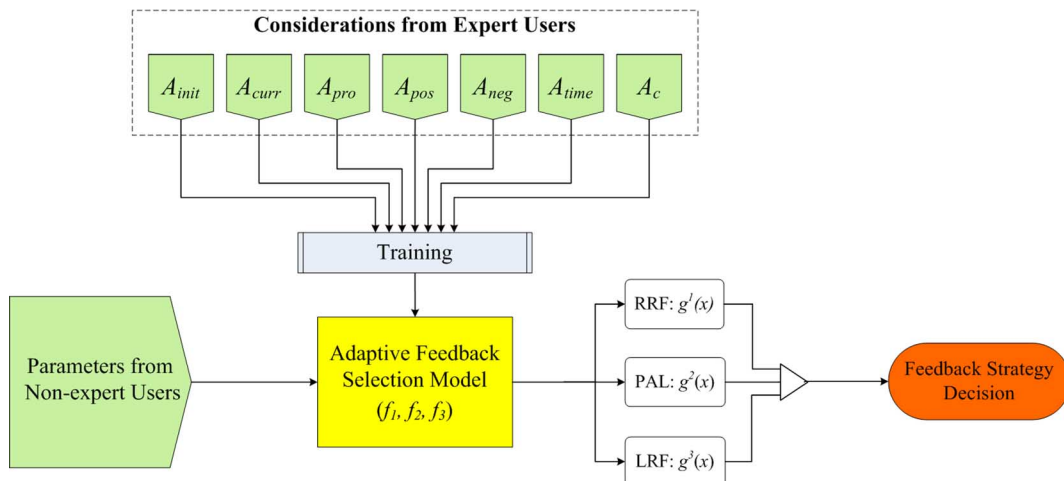 Considerations from Expert Users
A_init A_curr A_pro A_pos A_neg A_time A_c
Training
Parameters from
Non-expert Users
Adaptive Feedback
Selection Model
(f_1, f_2, f_3)
RRF: g^1(x)
PAL: g^2(x)
LRF: g^3(x)
Feedback Strategy
Decision